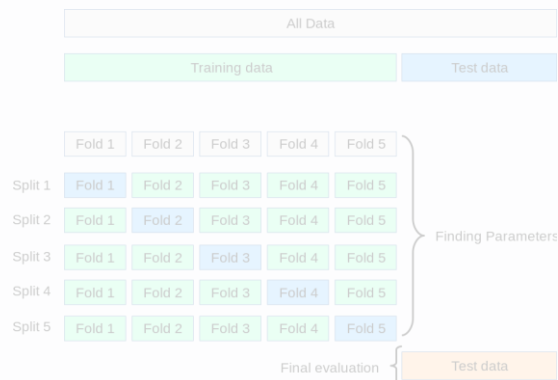 All Data
Training data Test data
Fold 1 Fold 2 Fold 3 Fold 4 Fold 5
Split 1 Fold 1 Fold 2 Fold 3 Fold 4 Fold 5
Split 2 Fold 1 Fold 2 Fold 3 Fold 4 Fold 5
Finding Parameters
Split 3 Fold 1 Fold 2 Fold 3 Fold 4 Fold 5
Split 4 Fold 1 Fold 2 Fold 3 Fold 4 Fold 5
Split 5 Fold 1 Fold 2 Fold 3 Fold 4 Fold 5
Final evaluation Test data